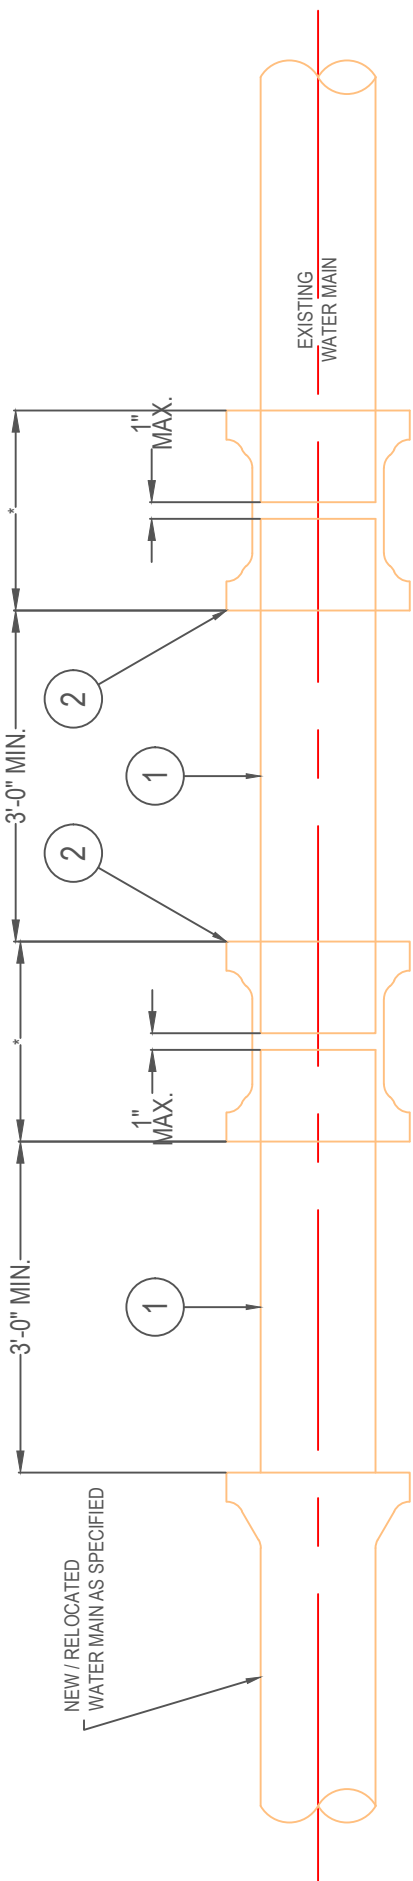 NEW / RELOCATED
WATER MAIN AS SPECIFIED
3'-0" MIN.
1
1"
MAX.
*
2
3'-0" MIN.
1
2
*
1"
MAX.
EXISTING
WATER MAIN